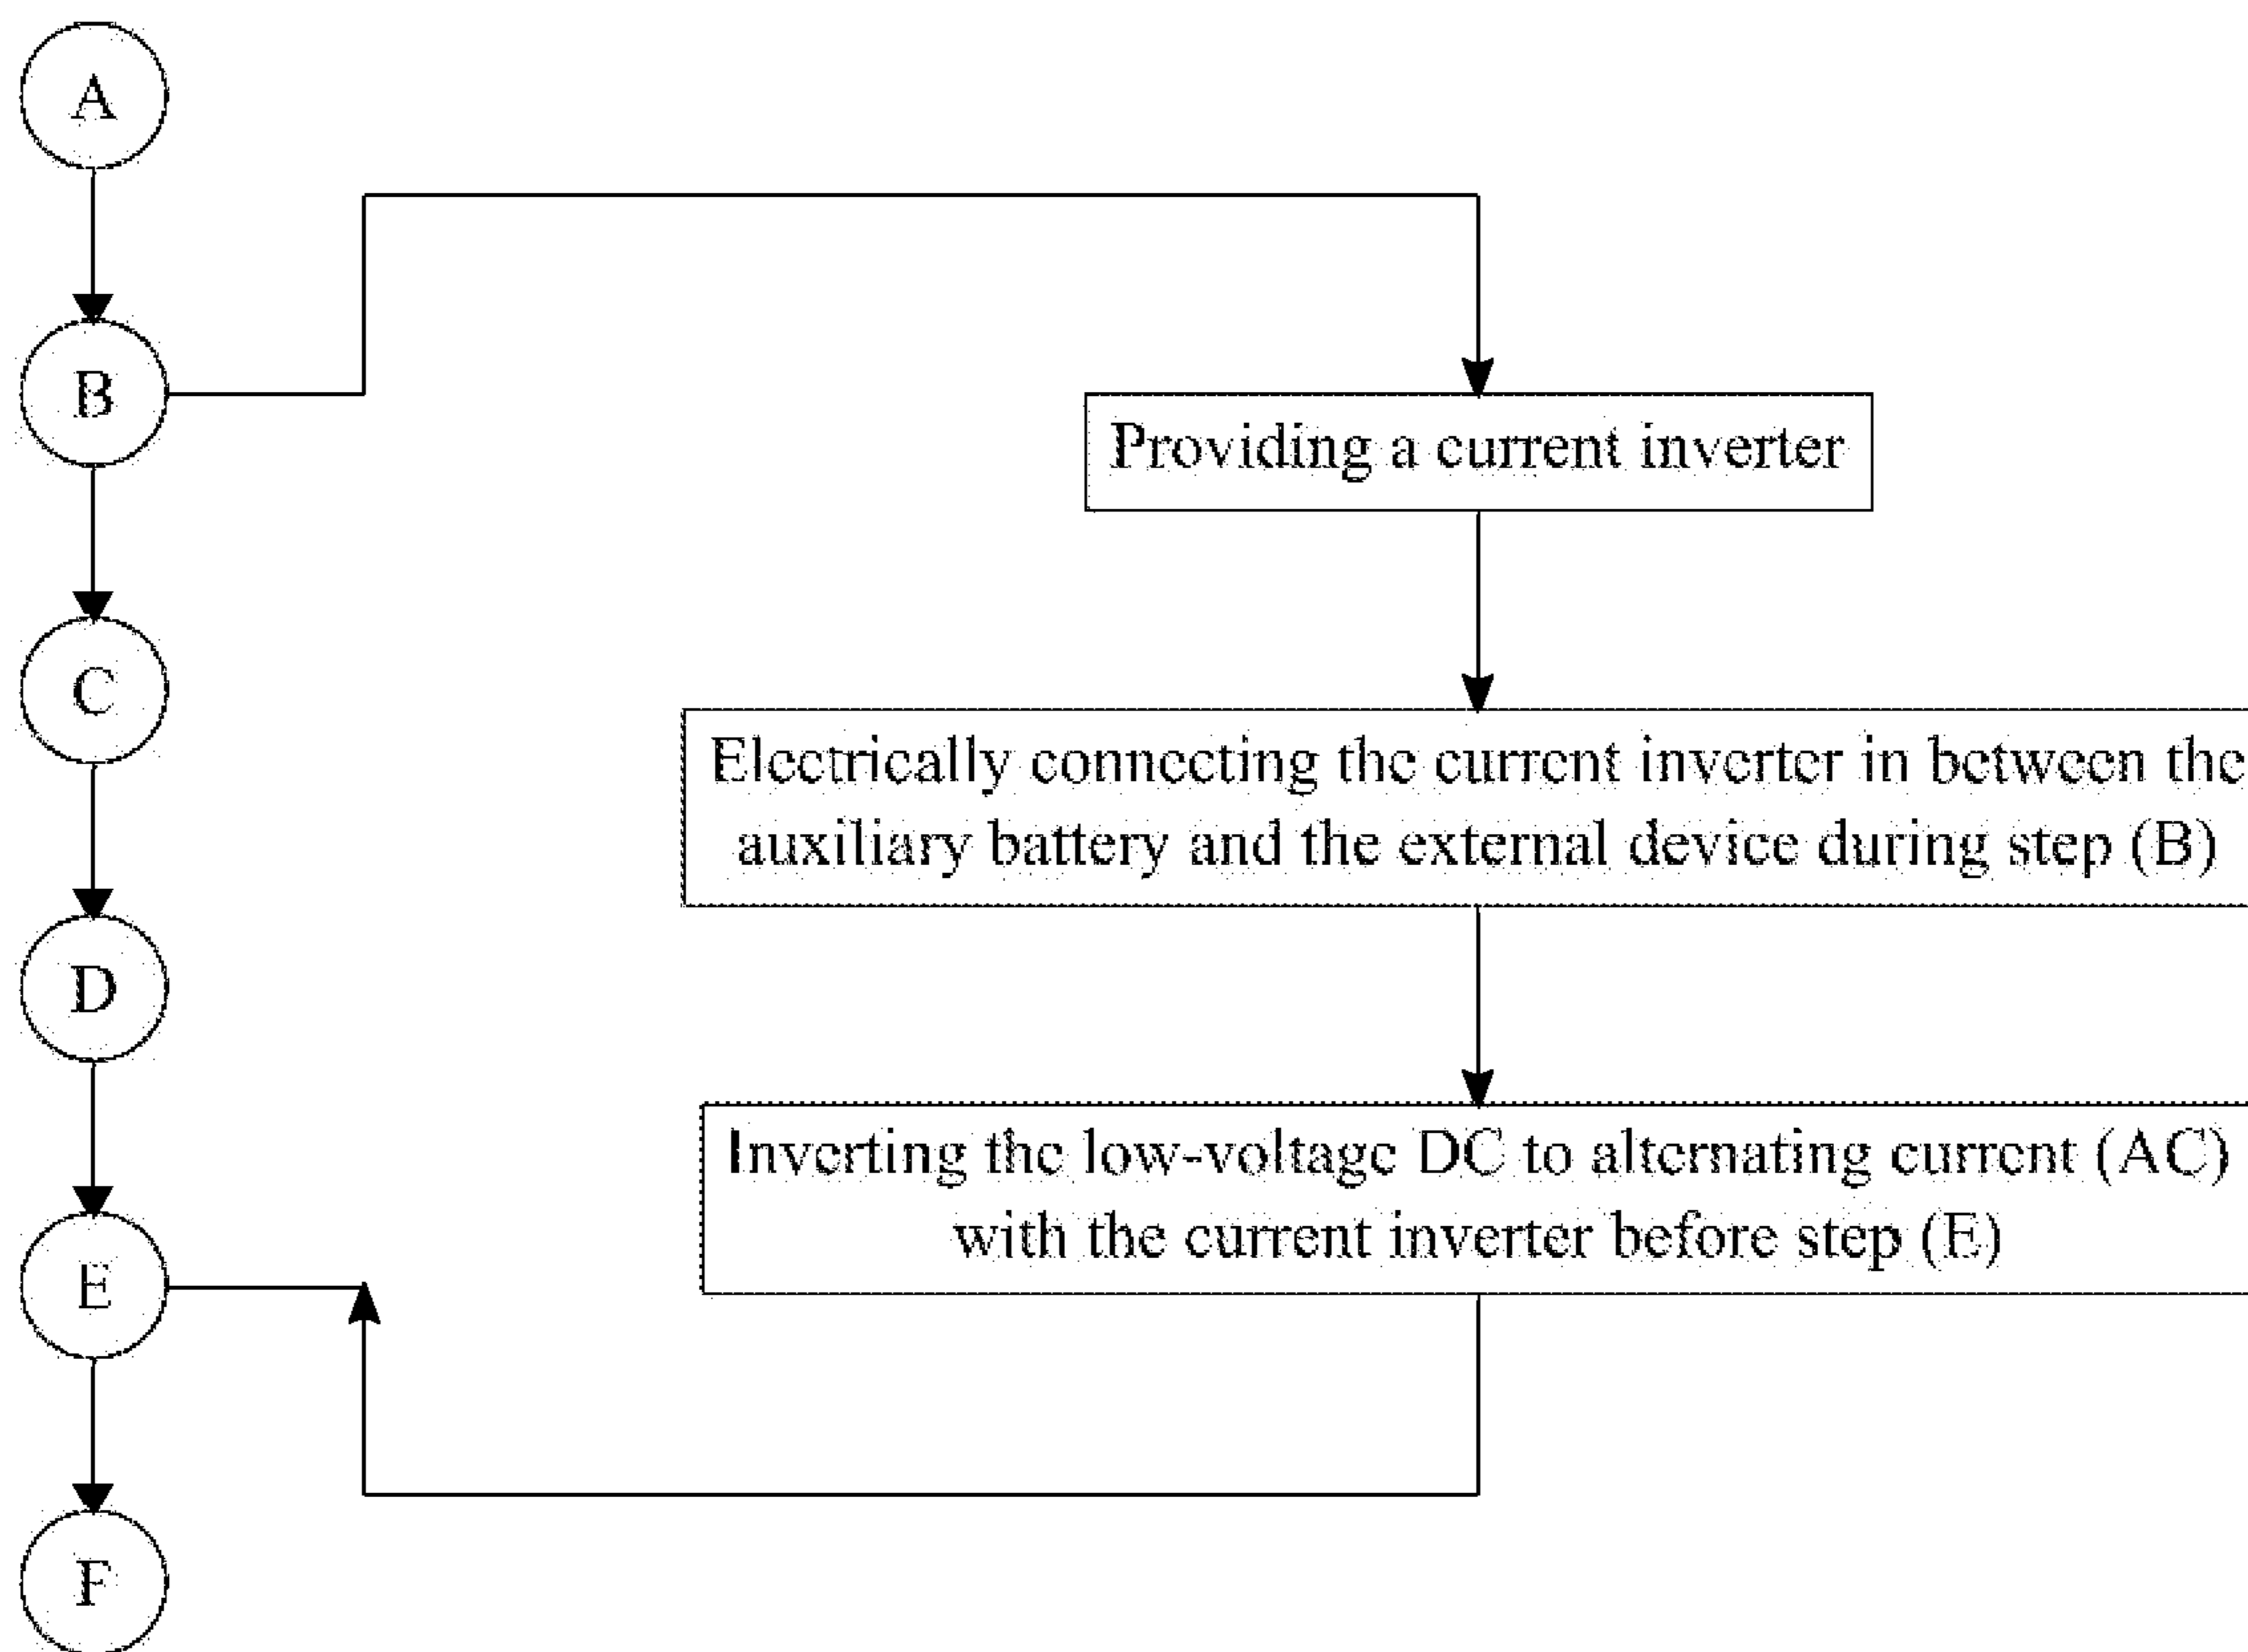 A
B
Providing a current inverter
C
Electrically connecting the current inverter in between the
auxiliary battery and the external device during step (B)
D
Inverting the low-voltage DC to alternating current (AC)
with the current inverter before step (E)
E
F